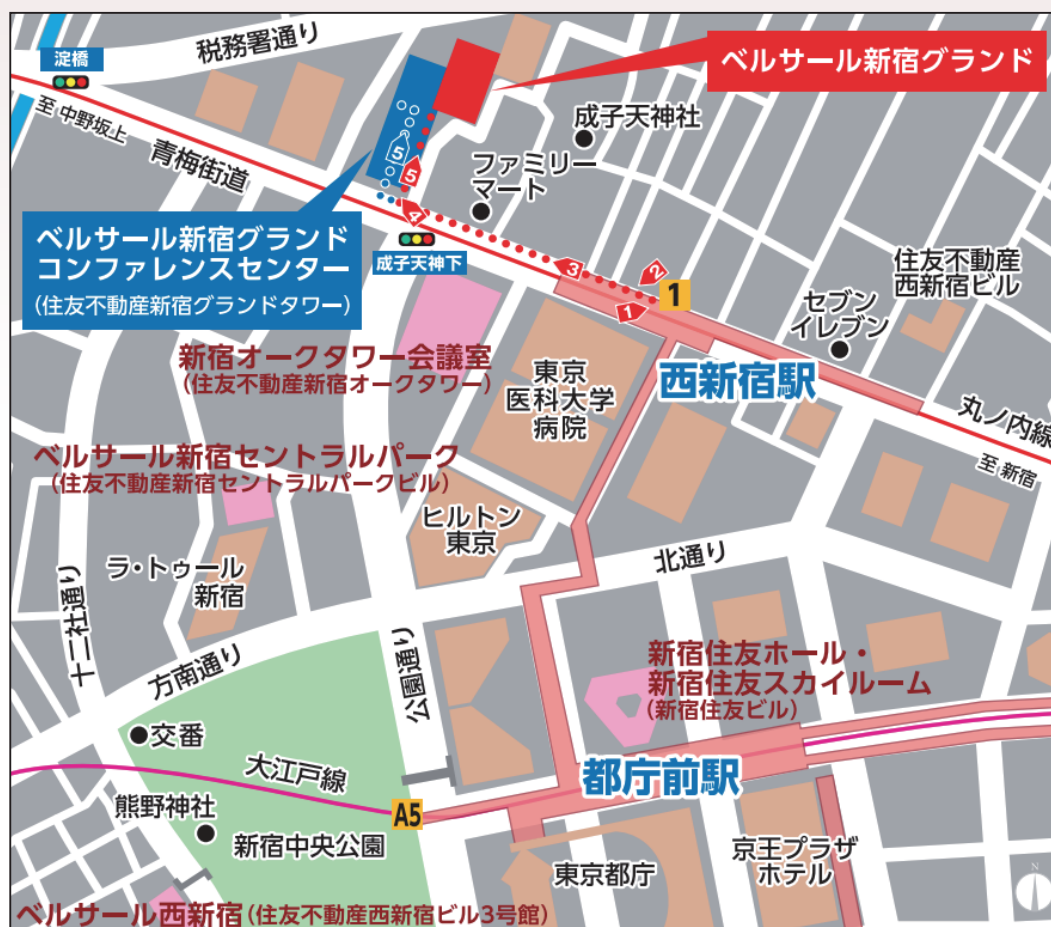 税務署通り
淀橋
ベルサール新宿グランド
至 中野坂上
成子天神社
青梅街道
ファミリー
マート
5
5
4
ベルサール新宿グランド
コンファレンスセンター
(住友不動産新宿グランドタワー)
成子天神下
3
2
1
1
住友不動産
西新宿ビル
セブン
イレブン
新宿オークタワー会議室
(住友不動産新宿オークタワー)
東京
医科大学
病院
西新宿駅
丸ノ内線
至 新宿
ベルサール新宿セントラルパーク
(住友不動産新宿セントラルパークビル)
ヒルトン
東京
北通り
ラ・トゥール
新宿
十二社通り
方南通り
公園通り
新宿住友ホール・
新宿住友スカイルーム
(新宿住友ビル)
交番
大江戸線
都庁前駅
A5
熊野神社
新宿中央公園
東京都庁
京王プラザ
ホテル
N
ベルサール西新宿(住友不動産西新宿ビル3号館)